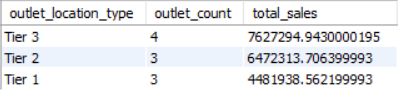 outlet_location_type outlet_count total_sales
Tier 3 4 7627294.9430000195
Tier 2 3 6472313.706399993
Tier 1 3 4481938.562199993